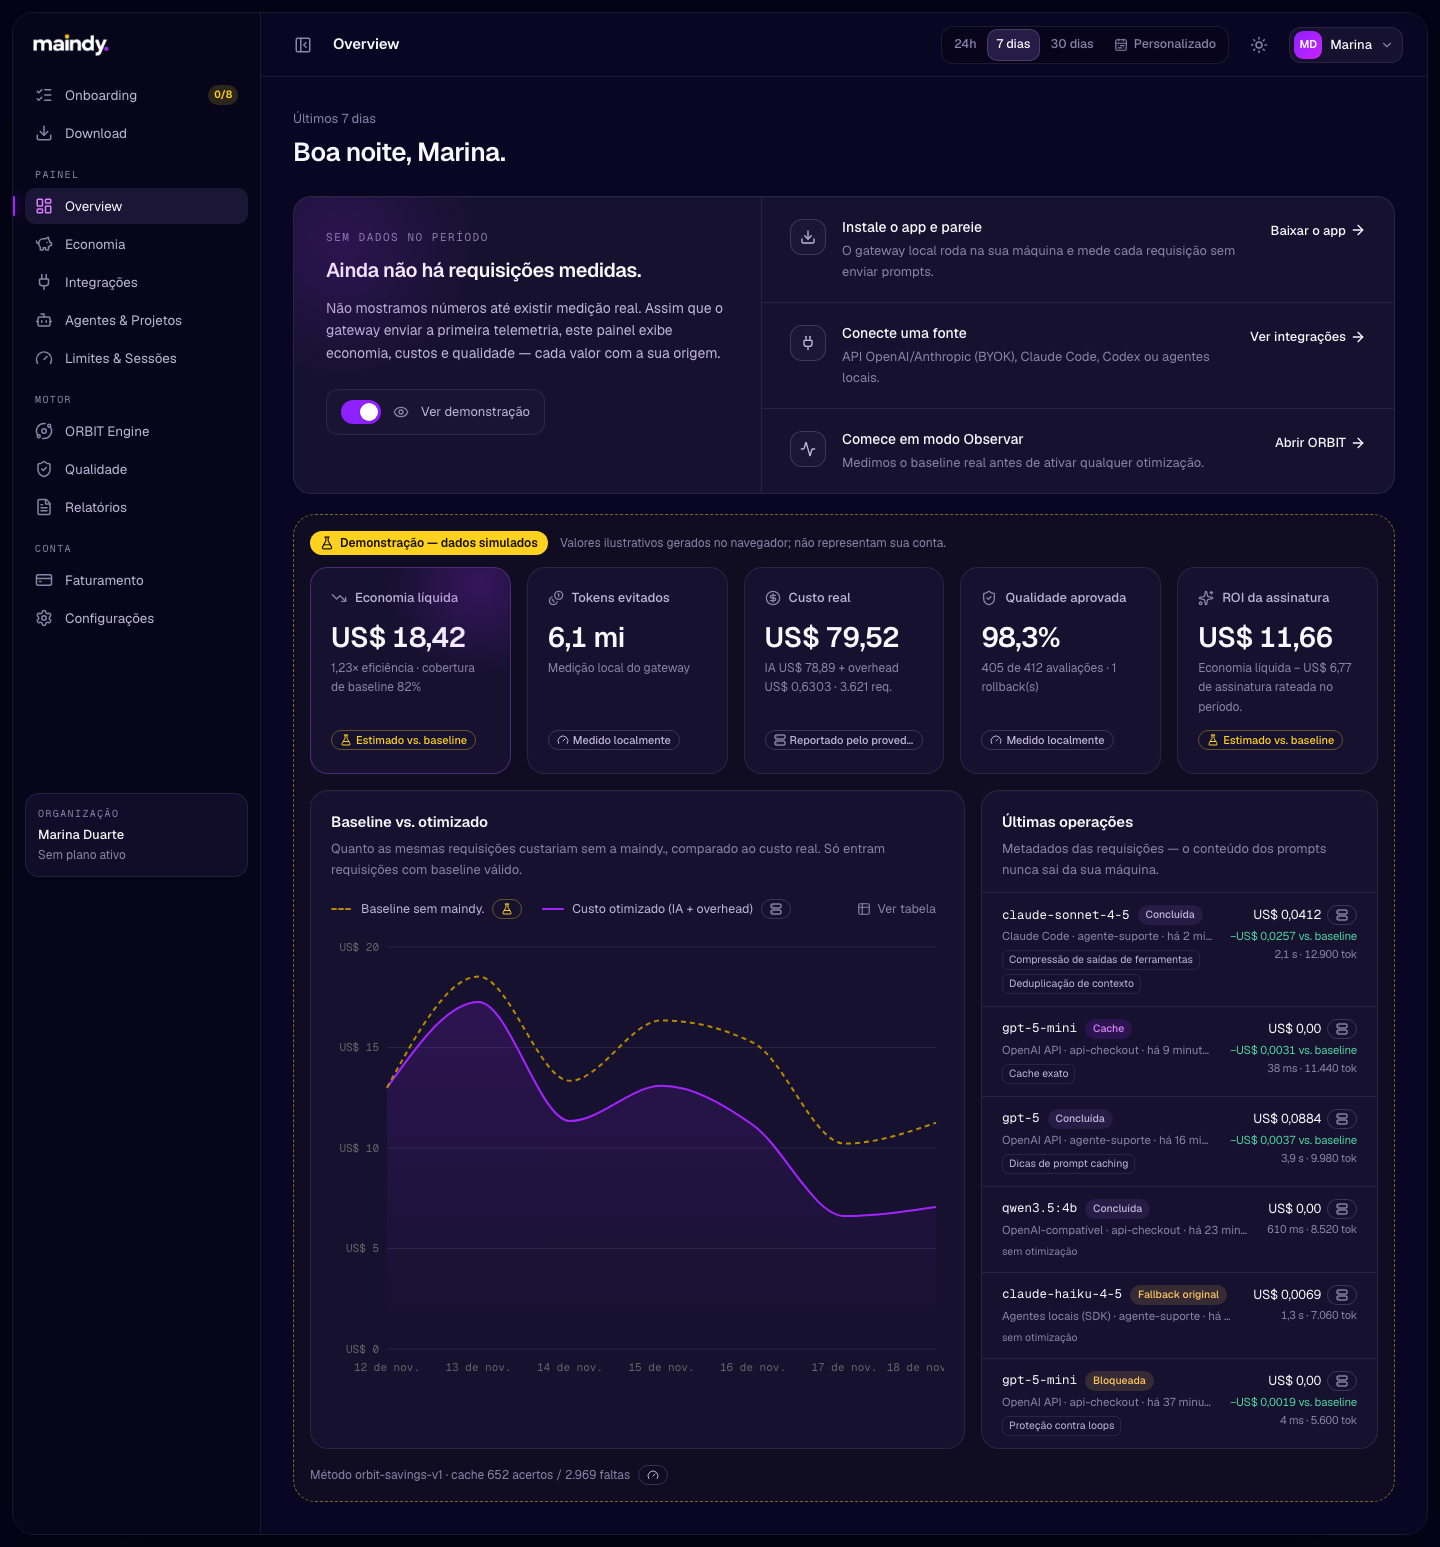 maindy.
Onboarding
0/8
Download
PAINEL
Overview
Economia
Integrações
Agentes & Projetos
Limites & Sessões
MOTOR
ORBIT Engine
Qualidade
Relatórios
CONTA
Faturamento
Configurações
ORGANIZAÇÃO
Marina Duarte
Sem plano ativo
Overview
24h
7 dias
30 dias
Personalizado
MD
Marina
Últimos 7 dias
Boa noite, Marina.
SEM DADOS NO PERÍODO
Ainda não há requisições medidas.
Não mostramos números até existir medição real. Assim que o
gateway enviar a primeira telemetria, este painel exibe
economia, custos e qualidade — cada valor com a sua origem.
Ver demonstração
Instale o app e pareie
O gateway local roda na sua máquina e mede cada requisição sem
enviar prompts.
Baixar o app
Conecte uma fonte
API OpenAI/Anthropic (BYOK), Claude Code, Codex ou agentes
locais.
Ver integrações
Comece em modo Observar
Medimos o baseline real antes de ativar qualquer otimização.
Abrir ORBIT
Demonstração — dados simulados
Valores ilustrativos gerados no navegador; não representam sua conta.
Economia líquida
US$ 18,42
1,23× eficiência · cobertura
de baseline 82%
Estimado vs. baseline
Tokens evitados
6,1 mi
Medição local do gateway
Medido localmente
Custo real
US$ 79,52
IA US$ 78,89 + overhead
US$ 0,6303 · 3.621 req.
Reportado pelo proved…
Qualidade aprovada
98,3%
405 de 412 avaliações · 1
rollback(s)
Medido localmente
ROI da assinatura
US$ 11,66
Economia líquida − US$ 6,77
de assinatura rateada no
período.
Estimado vs. baseline
Baseline vs. otimizado
Quanto as mesmas requisições custariam sem a maindy., comparado ao custo real. Só entram
requisições com baseline válido.
Baseline sem maindy.
Custo otimizado (IA + overhead)
Ver tabela
US$ 20
US$ 15
US$ 10
US$ 5
US$ 0
12 de nov.
13 de nov.
14 de nov.
15 de nov.
16 de nov.
17 de nov.
18 de nov
Últimas operações
Metadados das requisições — o conteúdo dos prompts
nunca sai da sua máquina.
claude-sonnet-4-5
Concluída
US$ 0,0412
Claude Code · agente-suporte · há 2 mi…
−US$ 0,0257 vs. baseline
2,1 s · 12.900 tok
Compressão de saídas de ferramentas
Deduplicação de contexto
gpt-5-mini
Cache
US$ 0,00
OpenAI API · api-checkout · há 9 minut…
−US$ 0,0031 vs. baseline
38 ms · 11.440 tok
Cache exato
gpt-5
Concluída
US$ 0,0884
OpenAI API · agente-suporte · há 16 mi…
−US$ 0,0037 vs. baseline
3,9 s · 9.980 tok
Dicas de prompt caching
qwen3.5:4b
Concluída
US$ 0,00
OpenAI-compatível · api-checkout · há 23 min…
610 ms · 8.520 tok
sem otimização
claude-haiku-4-5
Fallback original
US$ 0,0069
Agentes locais (SDK) · agente-suporte · há …
1,3 s · 7.060 tok
sem otimização
gpt-5-mini
Bloqueada
US$ 0,00
OpenAI API · api-checkout · há 37 minu…
−US$ 0,0019 vs. baseline
4 ms · 5.600 tok
Proteção contra loops
Método orbit-savings-v1 · cache 652 acertos / 2.969 faltas